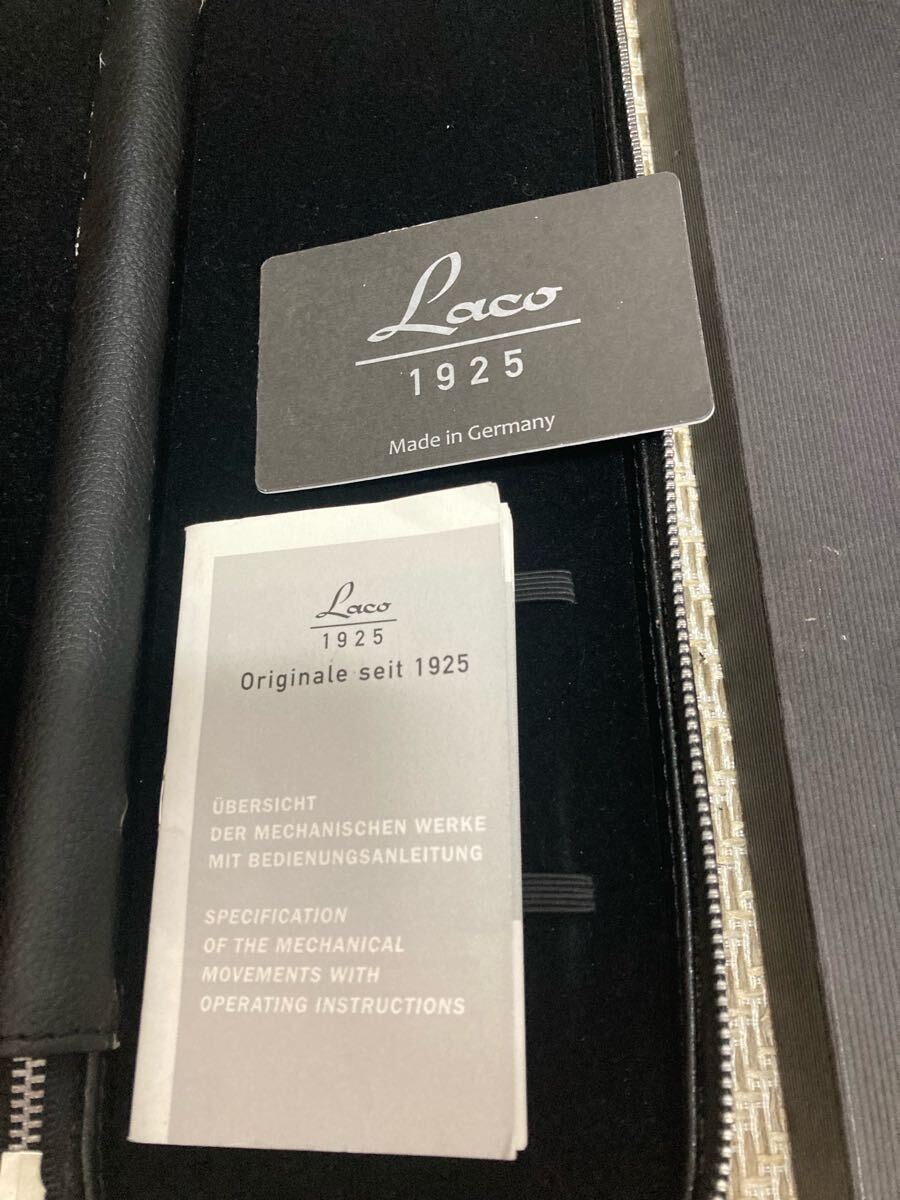 Laco
1925
Made in Germany
Laco
1925
Originale seit 1925
ÜBERSICHT
DER MECHANISCHEN WERKE
MIT BEDIENUNGSANLEITUNG
SPECIFICATION
OF THE MECHANICAL
MOVEMENTS WITH
OPERATING INSTRUCTIONS